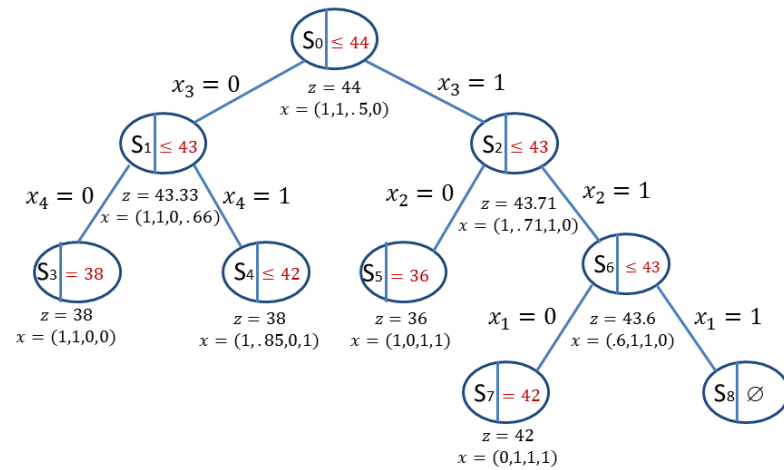 S₀ ≤ 44
x₃ = 0
z = 44
x = (1,1,.5,0)
x₃ = 1
S₁ ≤ 43
S₂ ≤ 43
x₄ = 0
z = 43.33
x = (1,1,0,.66)
x₄ = 1
x₂ = 0
z = 43.71
x = (1,.71,1,0)
x₂ = 1
S₃ = 38
S₄ ≤ 42
S₅ = 36
S₆ ≤ 43
z = 38
x = (1,1,0,0)
z = 38
x = (1,.85,0,1)
z = 36
x = (1,0,1,1)
x₁ = 0
z = 43.6
x = (.6,1,1,0)
x₁ = 1
S₇ = 42
S₈ ∅
z = 42
x = (0,1,1,1)